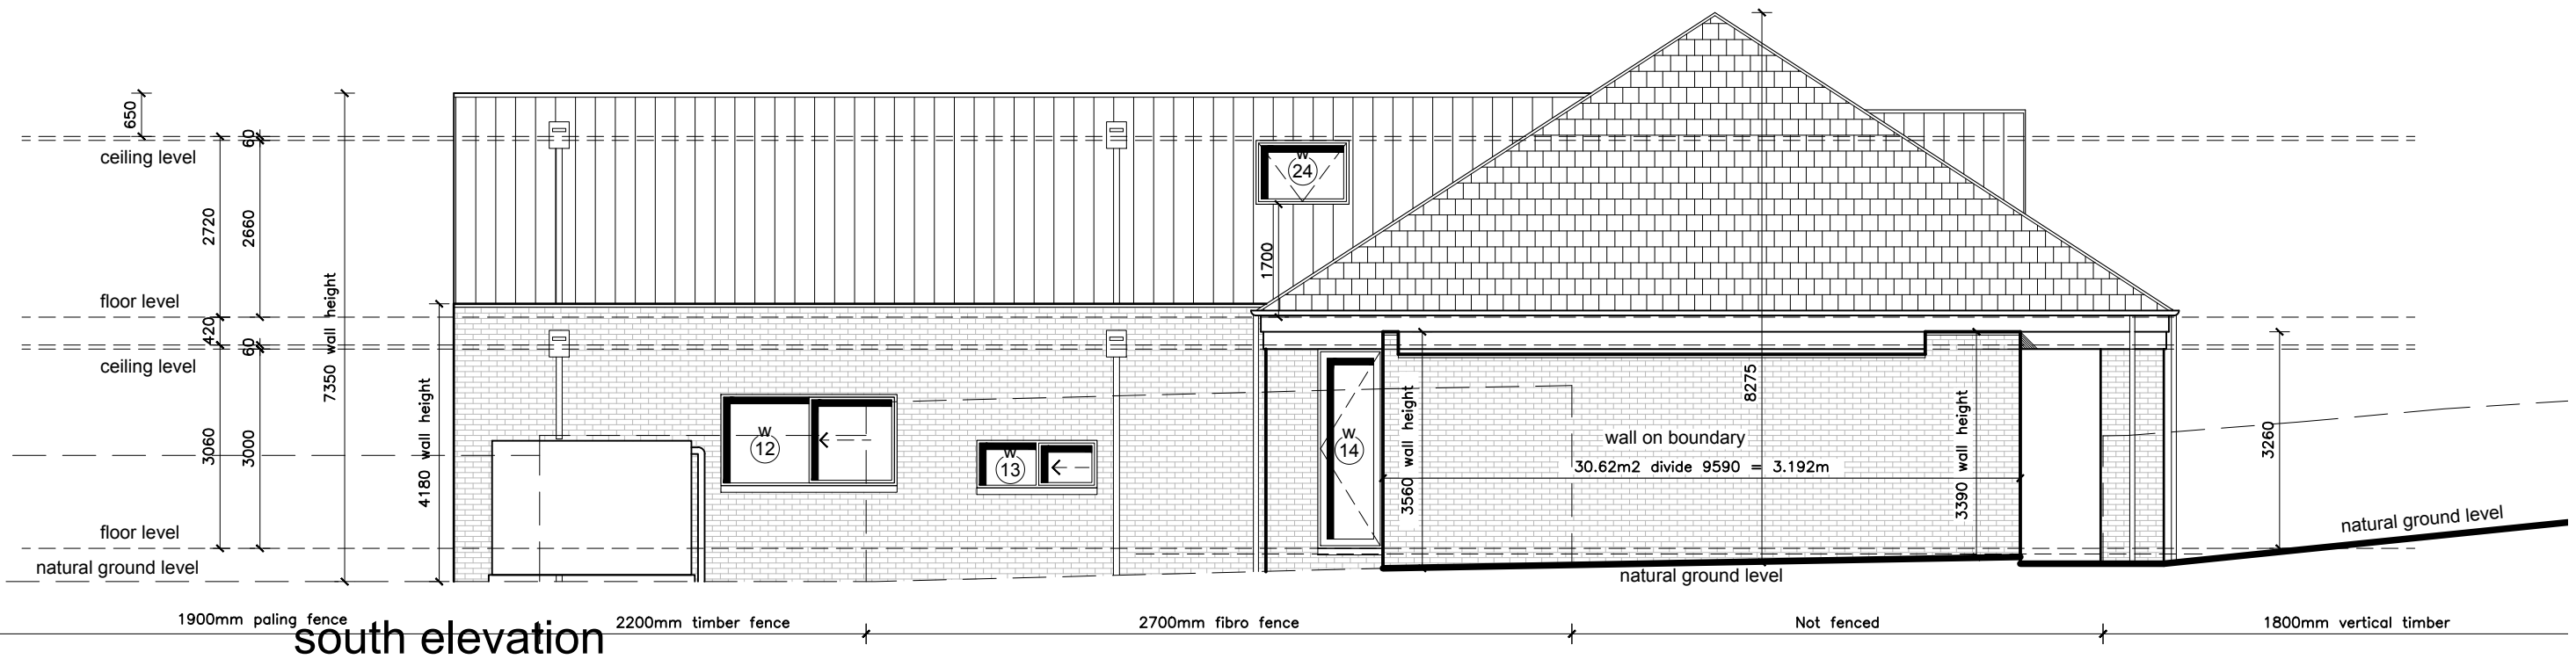 650
60
ceiling level
W
24
2720
2660
1700
floor level
7350 wall height
420
60
ceiling level
4180 wall height
3060
3000
W
12
W
13
W
14
3560 wall height
wall on boundary
30.62m2 divide 9590 = 3.192m
8275
3390 wall height
3260
floor level
natural ground level
natural ground level
natural ground level
1900mm paling fence
2200mm timber fence
2700mm fibro fence
Not fenced
1800mm vertical timber
south elevation